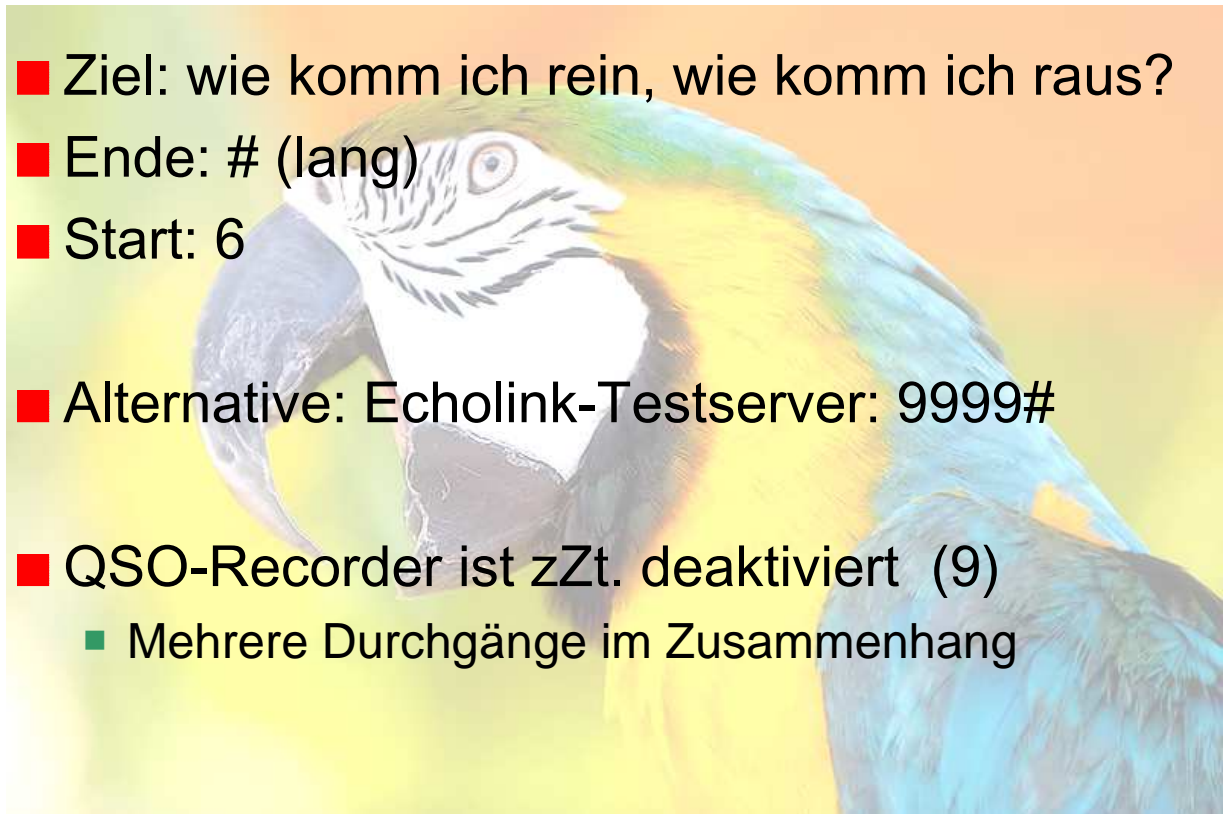 Ziel: wie komm ich rein, wie komm ich raus?
Ende: # (lang)
Start: 6
Alternative: Echolink-Testserver: 9999#
QSO-Recorder ist zZt. deaktiviert (9)
Mehrere Durchgänge im Zusammenhang